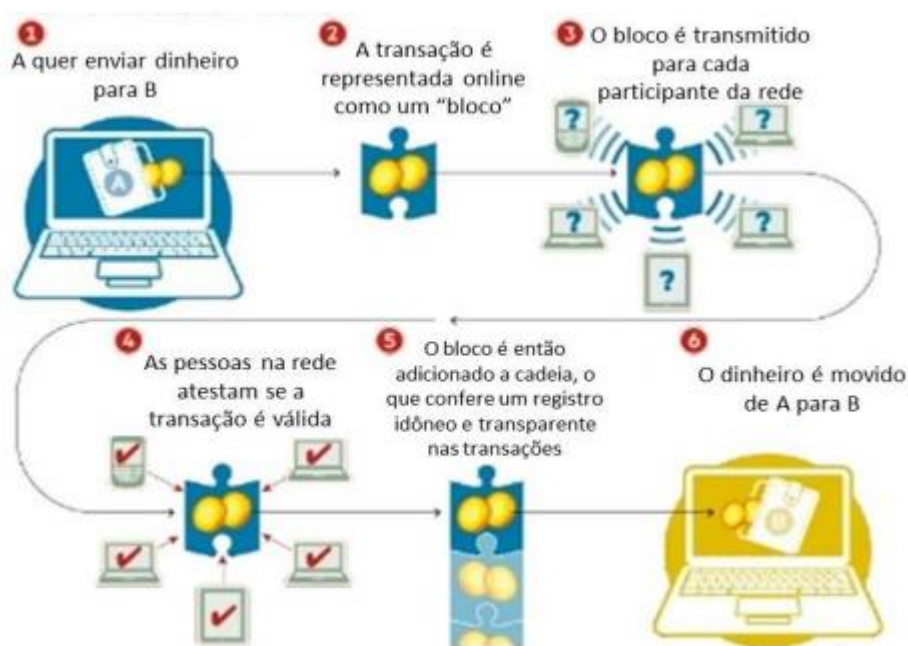 1
A quer enviar dinheiro
para B
A
2
A transação é
representada online
como um “bloco”
3
O bloco é transmitido
para cada
participante da rede
?
?
?
?
?
4
As pessoas na rede
atestam se a
transação é válida
5
O bloco é então
adicionado a cadeia, o
que confere um registro
idôneo e transparente
nas transações
6
O dinheiro é movido
de A para B
B